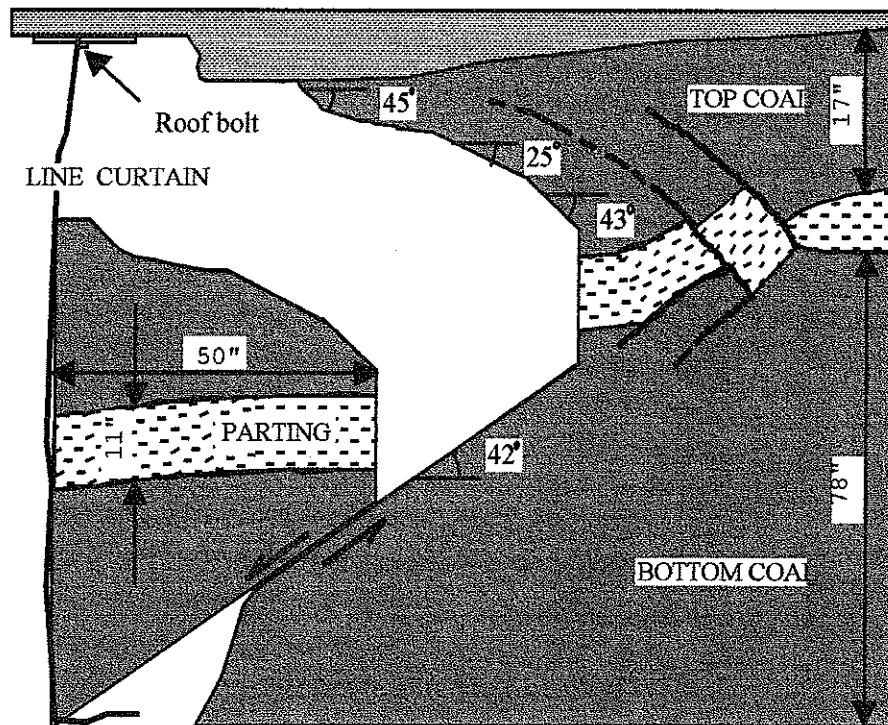 45°
TOP COAL
17"
Roof bolt
25°
LINE CURTAIN
43°
50"
11"
PARTING
42°
78"
BOTTOM COAL